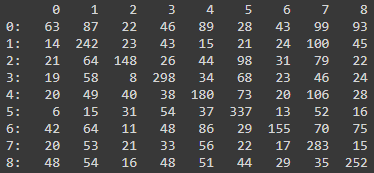 0 1 2 3 4 5 6 7 8
0: 63 87 22 46 89 28 43 99 93
1: 14 242 23 43 15 21 24 100 45
2: 21 64 148 26 44 98 31 79 22
3: 19 58 8 298 34 68 23 46 24
4: 20 49 40 38 180 73 20 106 28
5: 6 15 31 54 37 337 13 52 16
6: 42 64 11 48 86 29 155 70 75
7: 20 53 21 33 56 22 17 283 15
8: 48 54 16 48 51 44 29 35 252